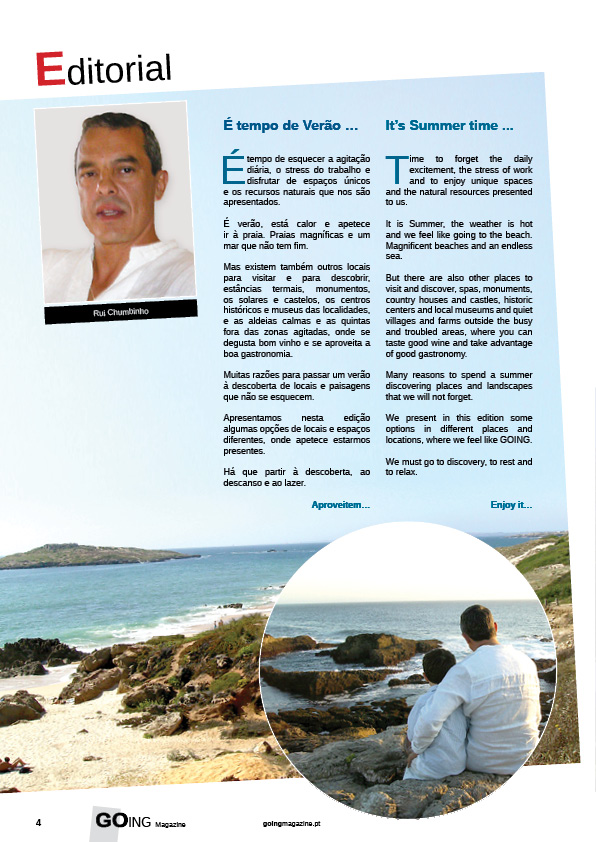 Editorial
Rui Chumbinho
É tempo de Verão ...
É tempo de esquecer a agitação
diária, o stress do trabalho e
disfrutar de espaços únicos
e os recursos naturais que nos são
apresentados.
É verão, está calor e apetece
ir à praia. Praias magníficas e um
mar que não tem fim.
Mas existem também outros locais
para visitar e para descobrir,
estâncias termais, monumentos,
os solares e castelos, os centros
históricos e museus das localidades,
e as aldeias calmas e as quintas
fora das zonas agitadas, onde se
degusta bom vinho e se aproveita a
boa gastronomia.
Muitas razões para passar um verão
à descoberta de locais e paisagens
que não se esquecem.
Apresentamos nesta edição
algumas opções de locais e espaços
diferentes, onde apetece estarmos
presentes.
Há que partir à descoberta, ao
descanso e ao lazer.
Aproveitem...
It's Summer time ...
Time to forget the daily
excitement, the stress of work
and to enjoy unique spaces
and the natural resources presented
to us.
It is Summer, the weather is hot
and we feel like going to the beach.
Magnificent beaches and an endless
sea.
But there are also other places to
visit and discover, spas, monuments,
country houses and castles, historic
centers and local museums and quiet
villages and farms outside the busy
and troubled areas, where you can
taste good wine and take advantage
of good gastronomy.
Many reasons to spend a summer
discovering places and landscapes
that we will not forget.
We present in this edition some
options in different places and
locations, where we feel like GOING.
We must go to discovery, to rest and
to relax.
Enjoy it...
4
GOING Magazine
goingmagazine.pt